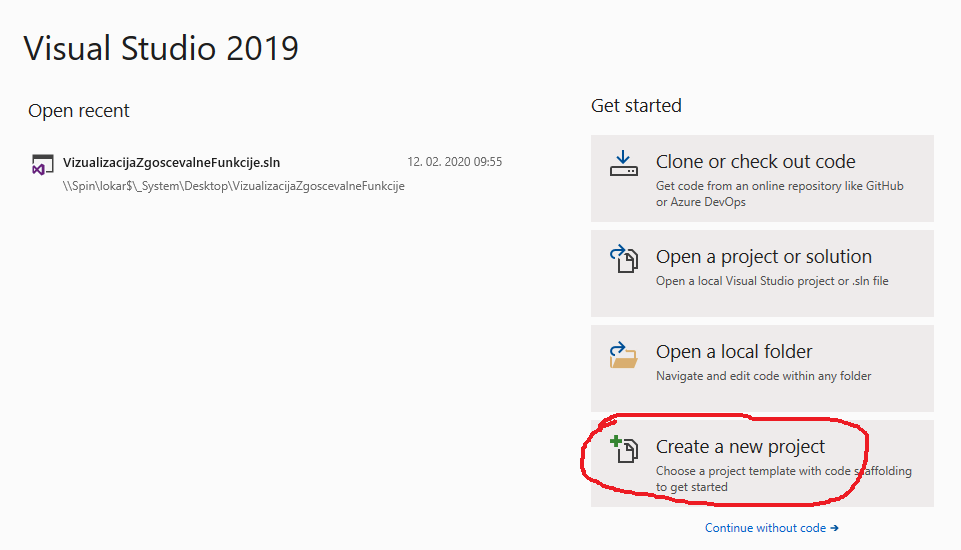 Visual Studio 2019
Open recent
VizualizacijaZgoscevalneFunkcije.sln 12. 02. 2020 09:55
\\Spin\lokar$\_System\Desktop\VizualizacijaZgoscevalneFunkcije
Get started
Clone or check out code
Get code from an online repository like GitHub
or Azure DevOps
Open a project or solution
Open a local Visual Studio project or .sln file
Open a local folder
Navigate and edit code within any folder
Create a new project
Choose a project template with code scaffolding
to get started
Continue without code →